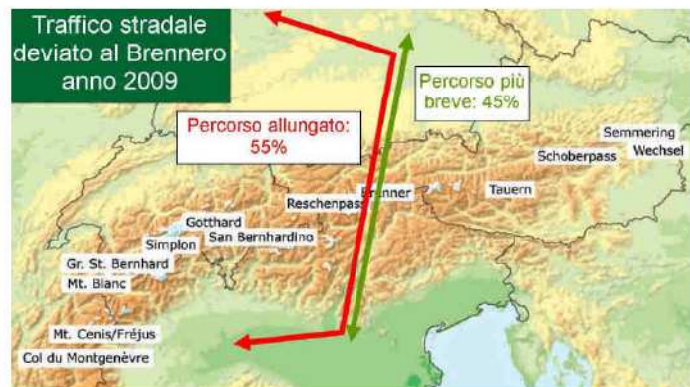 Traffico stradale
deviato al Brennero
anno 2009
Percorso più
breve: 45%
Percorso allungato:
55%
Semmering
Wechsel
Schoberpass
Tauern
Brenner
Reschenpass
Gotthard
San Bernhardino
Simplon
Gr. St. Bernhard
Mt. Blanc
Mt. Cenis/Fréjus
Col du Montgenèvre